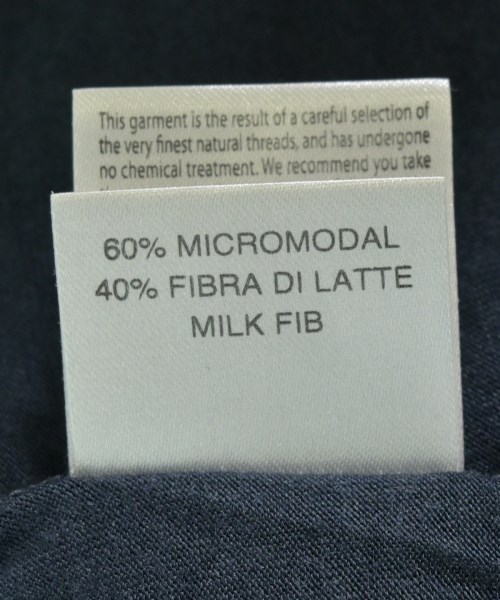 This garment is the result of a careful selection of
the very finest natural threads, and has undergone
no chemical treatment. We recommend you take
60% MICROMODAL
40% FIBRA DI LATTE
MILK FIB